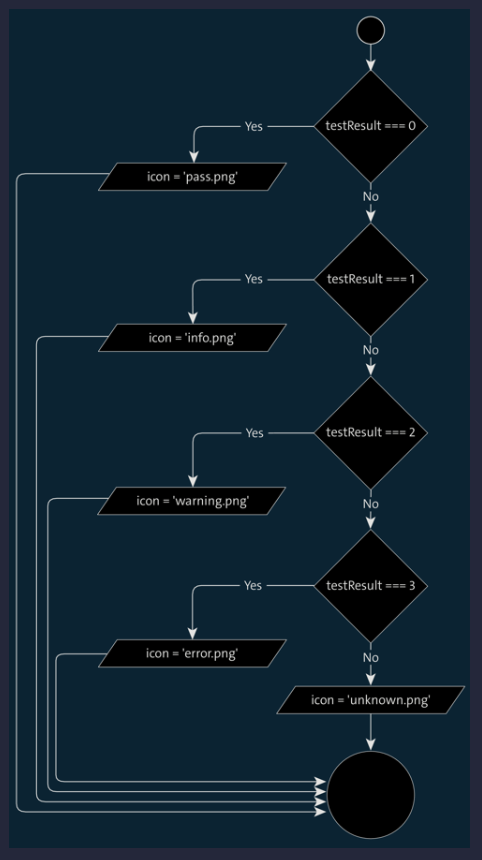 testResult === 0
Yes
icon = 'pass.png'
No
testResult === 1
Yes
icon = 'info.png'
No
testResult === 2
Yes
icon = 'warning.png'
No
testResult === 3
Yes
icon = 'error.png'
No
icon = 'unknown.png'